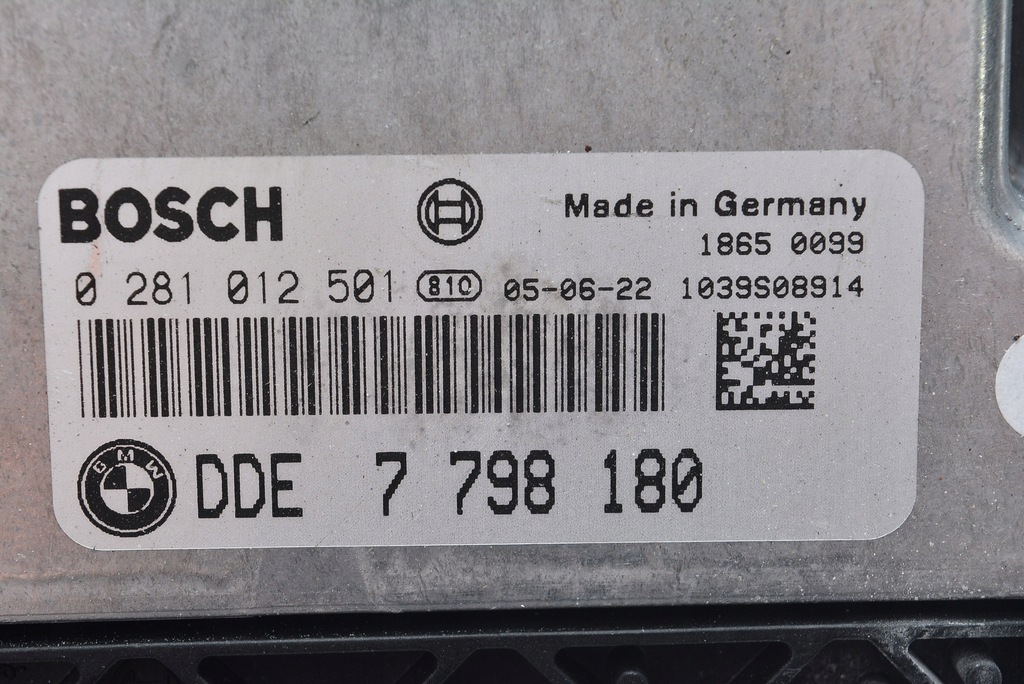 BOSCH
Made in Germany
1865 0099
0 281 012 501 810 05-06-22 1039S08914
BMW DDE 7 798 180